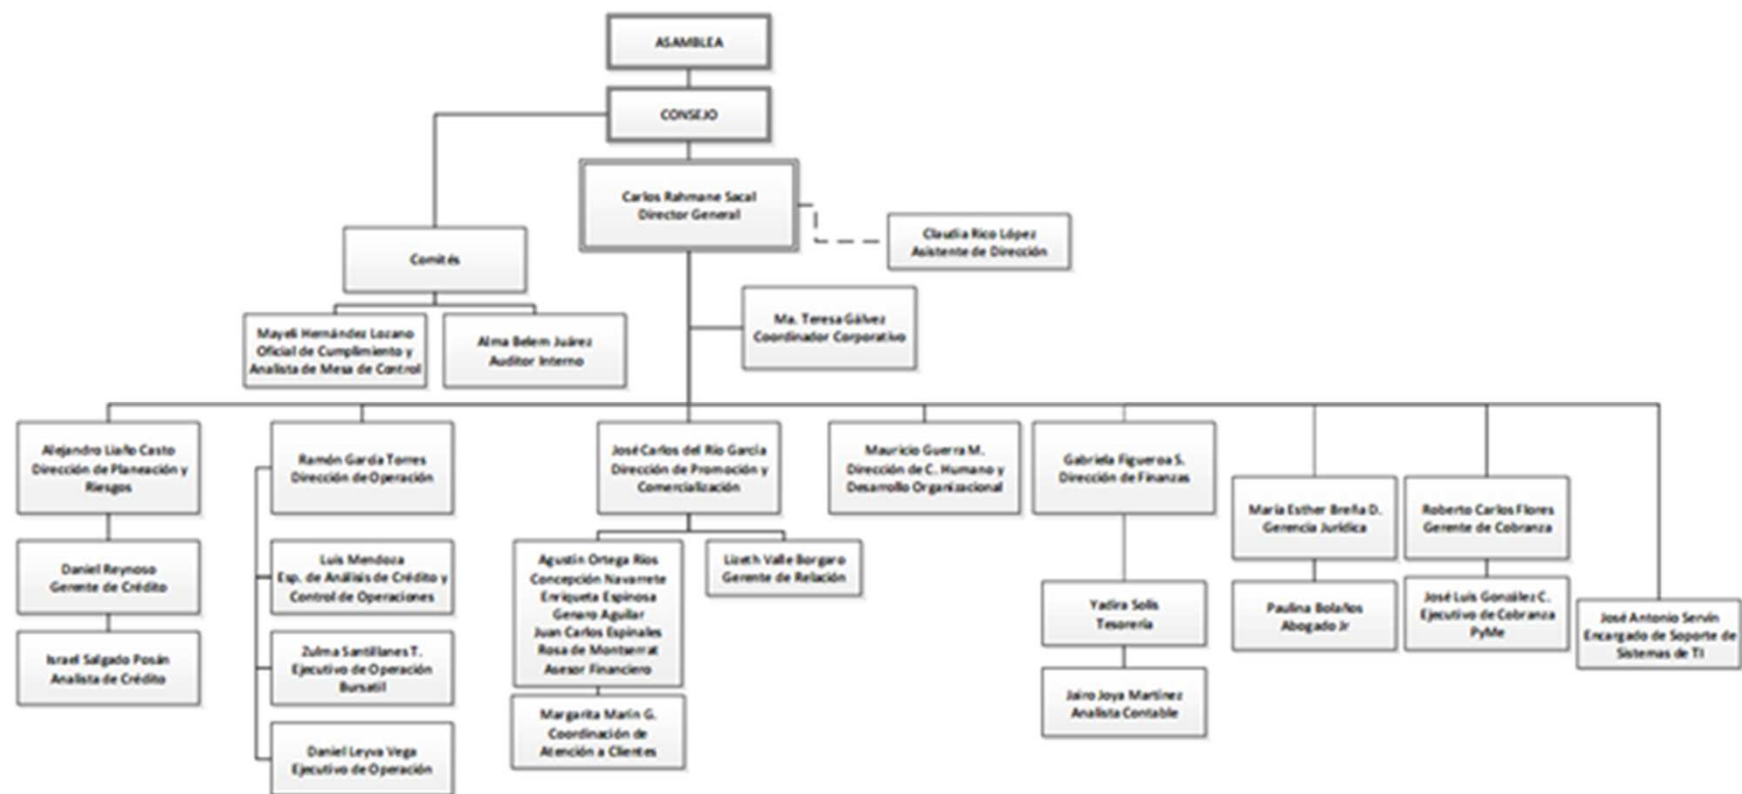 ASAMBLEA
CONSEJO
Carlos Rahmane Sacal
Director General
Claudia Rico López
Asistente de Dirección
Comités
Ma. Teresa Gálvez
Coordinador Corporativo
Mayeli Hernández Lozano
Oficial de Cumplimiento y
Analista de Mesa de Control
Alma Belem Juárez
Auditor Interno
Alejandro Liaño Casto
Dirección de Planeación y
Riesgos
Daniel Reynoso
Gerente de Crédito
Israel Salgado Posán
Analista de Crédito
Ramón García Torres
Dirección de Operación
Luis Mendoza
Esp. de Análisis de Crédito y
Control de Operaciones
Zulma Santillanes T.
Ejecutivo de Operación
Bursatil
Daniel Leyva Vega
Ejecutivo de Operación
José Carlos del Río García
Dirección de Promoción y
Comercialización
Agustín Ortega Ríos
Concepción Navarrete
Enriqueta Espinosa
Genaro Aguilar
Juan Carlos Espinales
Rosa de Montserrat
Asesor Financiero
Margarita Marín G.
Coordinación de
Atención a Clientes
Lizeth Valle Borgaro
Gerente de Relación
Mauricio Guerra M.
Dirección de C. Humano y
Desarrollo Organizacional
Gabriela Figueroa S.
Dirección de Finanzas
Yadira Solís
Tesorería
Jairo Joya Martínez
Analista Contable
María Esther Breña D.
Gerencia Jurídica
Paulina Bolaños
Abogado Jr
Roberto Carlos Flores
Gerente de Cobranza
José Luis González C.
Ejecutivo de Cobranza
PyMe
José Antonio Servín
Encargado de Soporte de
Sistemas de TI